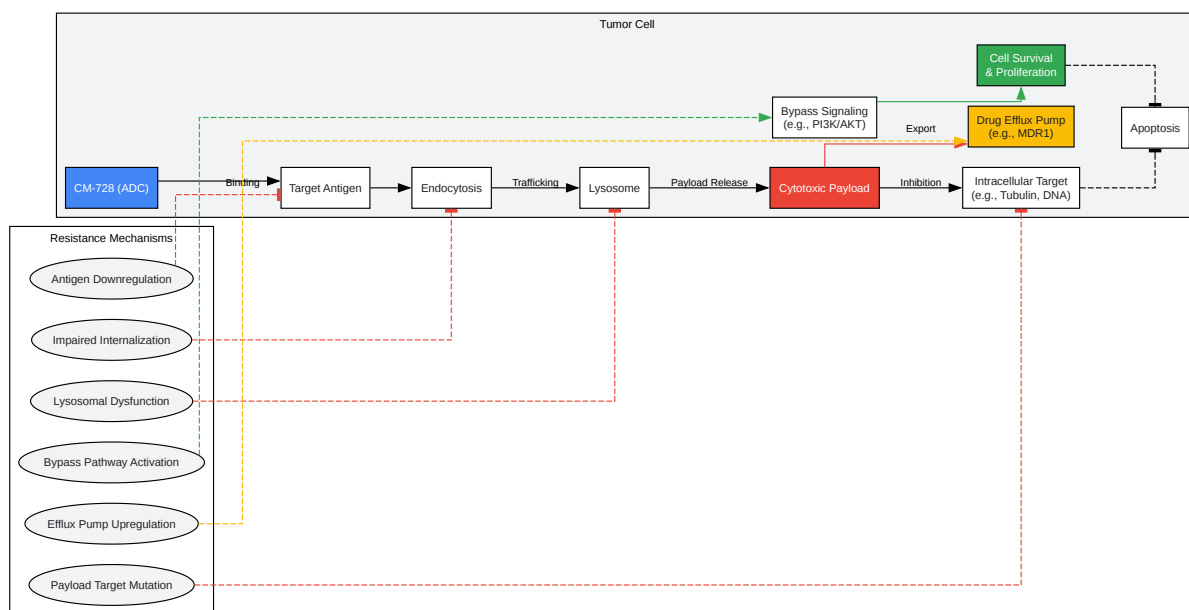 Tumor Cell
Cell Survival
& Proliferation
Bypass Signaling
(e.g., PI3K/AKT)
Drug Efflux Pump
(e.g., MDR1)
Export
Apoptosis
CM-728 (ADC)
Binding
Target Antigen
Endocytosis
Trafficking
Lysosome
Payload Release
Cytotoxic Payload
Inhibition
Intracellular Target
(e.g., Tubulin, DNA)
Resistance Mechanisms
Antigen Downregulation
Impaired Internalization
Lysosomal Dysfunction
Bypass Pathway Activation
Efflux Pump Upregulation
Payload Target Mutation